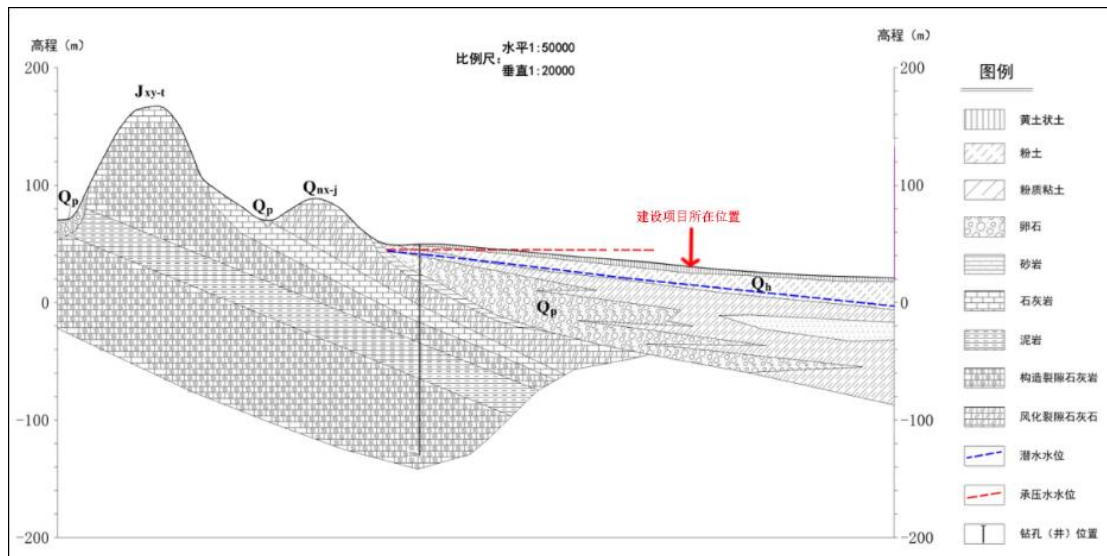 高程（m）
比例尺：
水平1:50000
垂直1:20000
高程（m）
200
100
0
-100
-200
200
100
0
-100
-200
Jxy-t
Qp
Qp
Qnx-j
建设项目所在位置
Qh
Qp
图例
黄土状土
粉土
粉质粘土
卵石
砂岩
石灰岩
泥岩
构造裂隙石灰岩
风化裂隙石灰石
潜水水位
承压水水位
钻孔（井）位置